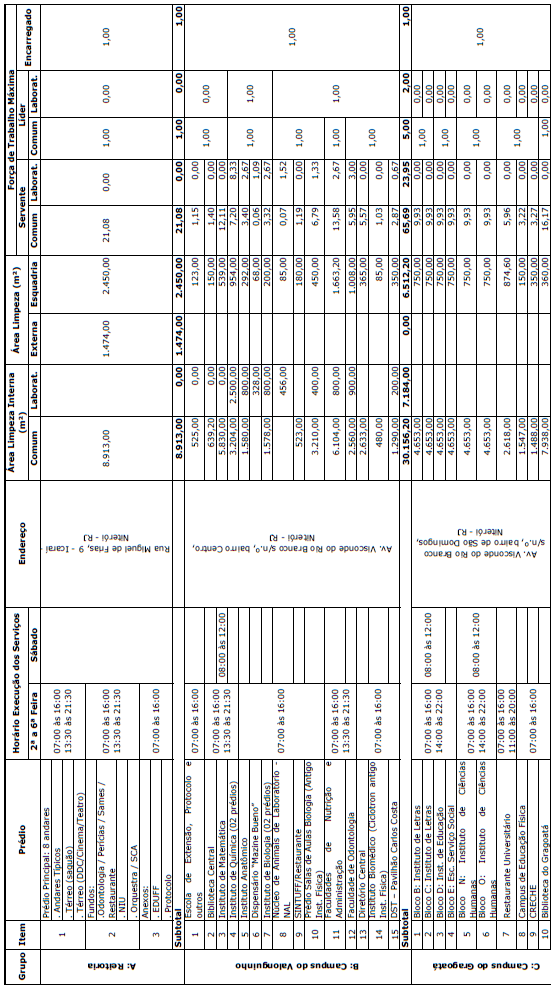 Grupo Item Prédio Horário Execução dos Serviços Endereço Área Limpeza Interna (m²) Área Limpeza (m²) Força de Trabalho Máxima
2ª a 6ª Feira Sábado Comum Laborat. Externa Esquadria Servente Líder Encarregado
Comum Laborat. Comum Laborat.
A: Reitoria
1 Prédio Principal: 8 andares
. Andares Típicos
. Térreo (saguão)
. Térreo (DDC/Cinema/Teatro)
07:00 às 16:00
13:30 às 21:30
2 Fundos:
.Odontologia / Perícias / Sames /
Restaurante
. NTU
. Orquestra / SCA
07:00 às 16:00
13:30 às 21:30
3 Anexos:
. EDUFF
. Protocolo
07:00 às 16:00
Rua Miguel de Frias, 9 - Icaraí
Niterói - RJ
8.913,00 1.474,00 2.450,00 21,08 0,00 1,00 0,00 1,00
Subtotal 8.913,00 0,00 1.474,00 2.450,00 21,08 0,00 1,00 0,00 1,00
B: Campus do Valonguinho
Av. Visconde do Rio Branco s/n.º, bairro Centro,
Niterói - RJ
1 Escola de Extensão, Protocolo e outros 07:00 às 16:00 525,00 0,00 123,00 1,15 0,00
2 Biblioteca Central 639,20 0,00 150,00 1,40 0,00 1,00 0,00
3 Instituto de Matemática 07:00 às 16:00 13:30 às 21:30 08:00 às 12:00 5.830,00 0,00 539,00 12,11 0,00
4 Instituto de Química (02 prédios) 3.204,00 2.500,00 954,00 7,20 8,33
5 Instituto Anatômico 1.580,00 800,00 292,00 3,40 2,67 1,00 1,00
6 Dispensário "Mazine Bueno" 328,00 68,00 0,06 1,09
7 Instituto de Biologia (02 prédios) 1.578,00 800,00 200,00 3,32 2,67
8 Núcleo de Animais de Laboratório - NAL 07:00 às 16:00 456,00 85,00 0,07 1,52
9 SINTUFF/Restaurante 523,00 180,00 1,19 0,00 1,00
10 Prédio Salas de Aulas Biologia (Antigo Inst. Física) 3.210,00 400,00 450,00 6,79 1,33
11 Faculdades de Nutrição e Administração 07:00 às 16:00 13:30 às 21:30 6.104,00 800,00 1.663,20 13,58 2,67 1,00 1,00
12 Faculdade de Odontologia 2.560,00 900,00 1.008,00 5,95 3,00
13 Diretório Central 2.633,00 365,00 5,57 0,00
14 Instituto Biomédico (Ciclotron antigo Inst. Física) 07:00 às 16:00 480,00 85,00 1,03 0,00 1,00
15 DST – Pavilhão Carlos Costa 1.290,00 200,00 350,00 2,87 0,67
1,00
Subtotal 30.156,20 7.184,00 0,00 6.512,20 65,69 23,95 5,00 2,00 1,00
C: Campus do Gragoatá
Av. Visconde do Rio do Branco
s/n.º, bairro de São Domingos,
Niterói - RJ
1 Bloco B: Instituto de Letras 4.653,00 750,00 9,93 0,00 1,00 0,00
2 Bloco C: Instituto de Letras 07:00 às 16:00 14:00 às 22:00 08:00 às 12:00 4.653,00 750,00 9,93 0,00 0,00
3 Bloco D: Inst. de Educação 4.653,00 750,00 9,93 0,00 1,00 0,00
4 Bloco E: Esc. Serviço Social 4.653,00 750,00 9,93 0,00 0,00
5 Bloco N: Instituto de Ciências Humanas 4.653,00 750,00 9,93 0,00 1,00 0,00
6 Bloco O: Instituto de Ciências Humanas 07:00 às 16:00 14:00 às 22:00 08:00 às 12:00 4.653,00 750,00 9,93 0,00 0,00
7 Restaurante Universitário 07:00 às 16:00 11:00 às 20:00 2.618,00 874,60 5,96 0,00 0,00
8 Campus de Educação Física 1.547,00 150,00 3,22 0,00 1,00 0,00
9 CRECHE 07:00 às 16:00 1.488,00 350,00 3,27 0,00 0,00
10 Biblioteca do Gragoatá 7.938,00 360,00 16,17 0,00 1,00 0,00
1,00